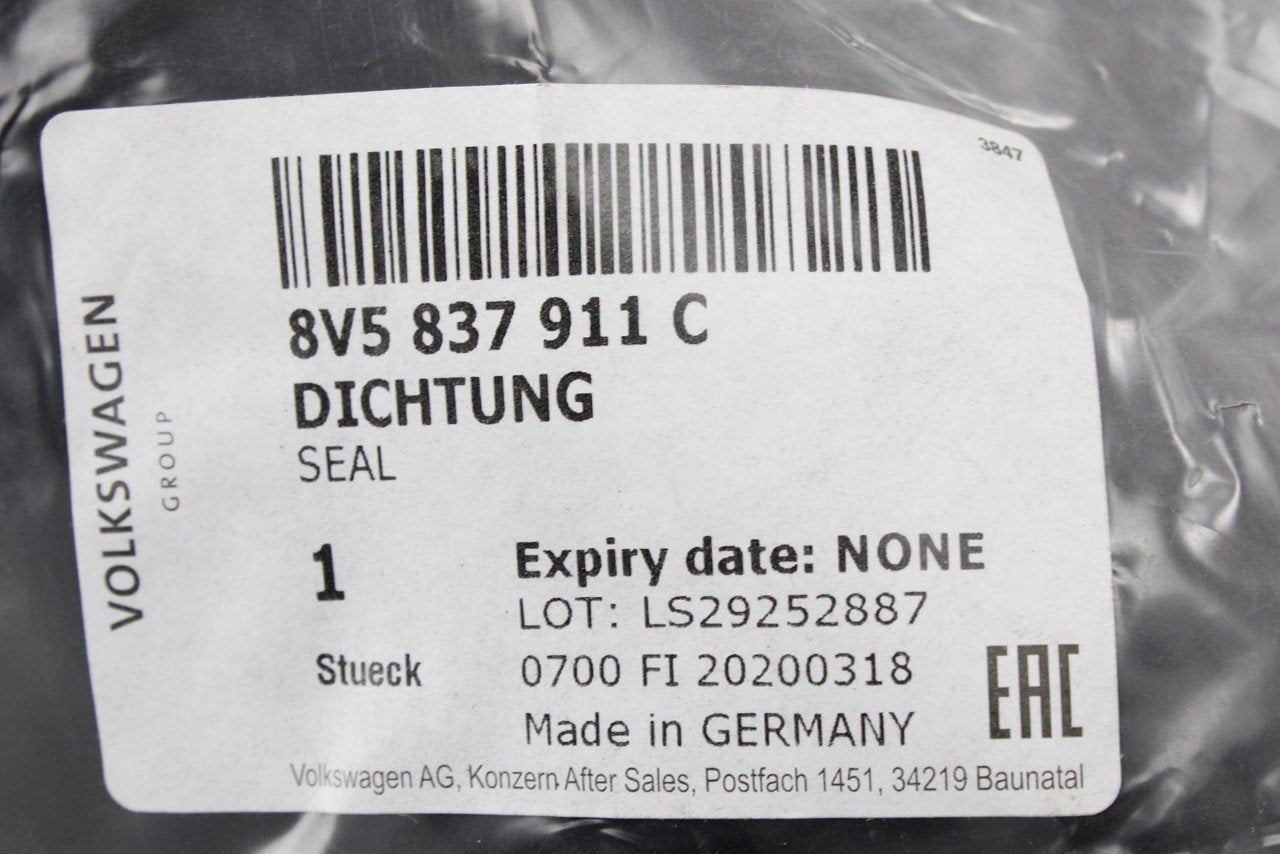 3847
8V5 837 911 C
DICHTUNG
SEAL
VOLKSWAGEN
GROUP
1
Expiry date: NONE
LOT: LS29252887
Stueck
0700 FI 20200318
EAC
Made in GERMANY
Volkswagen AG, Konzern After Sales, Postfach 1451, 34219 Baunatal